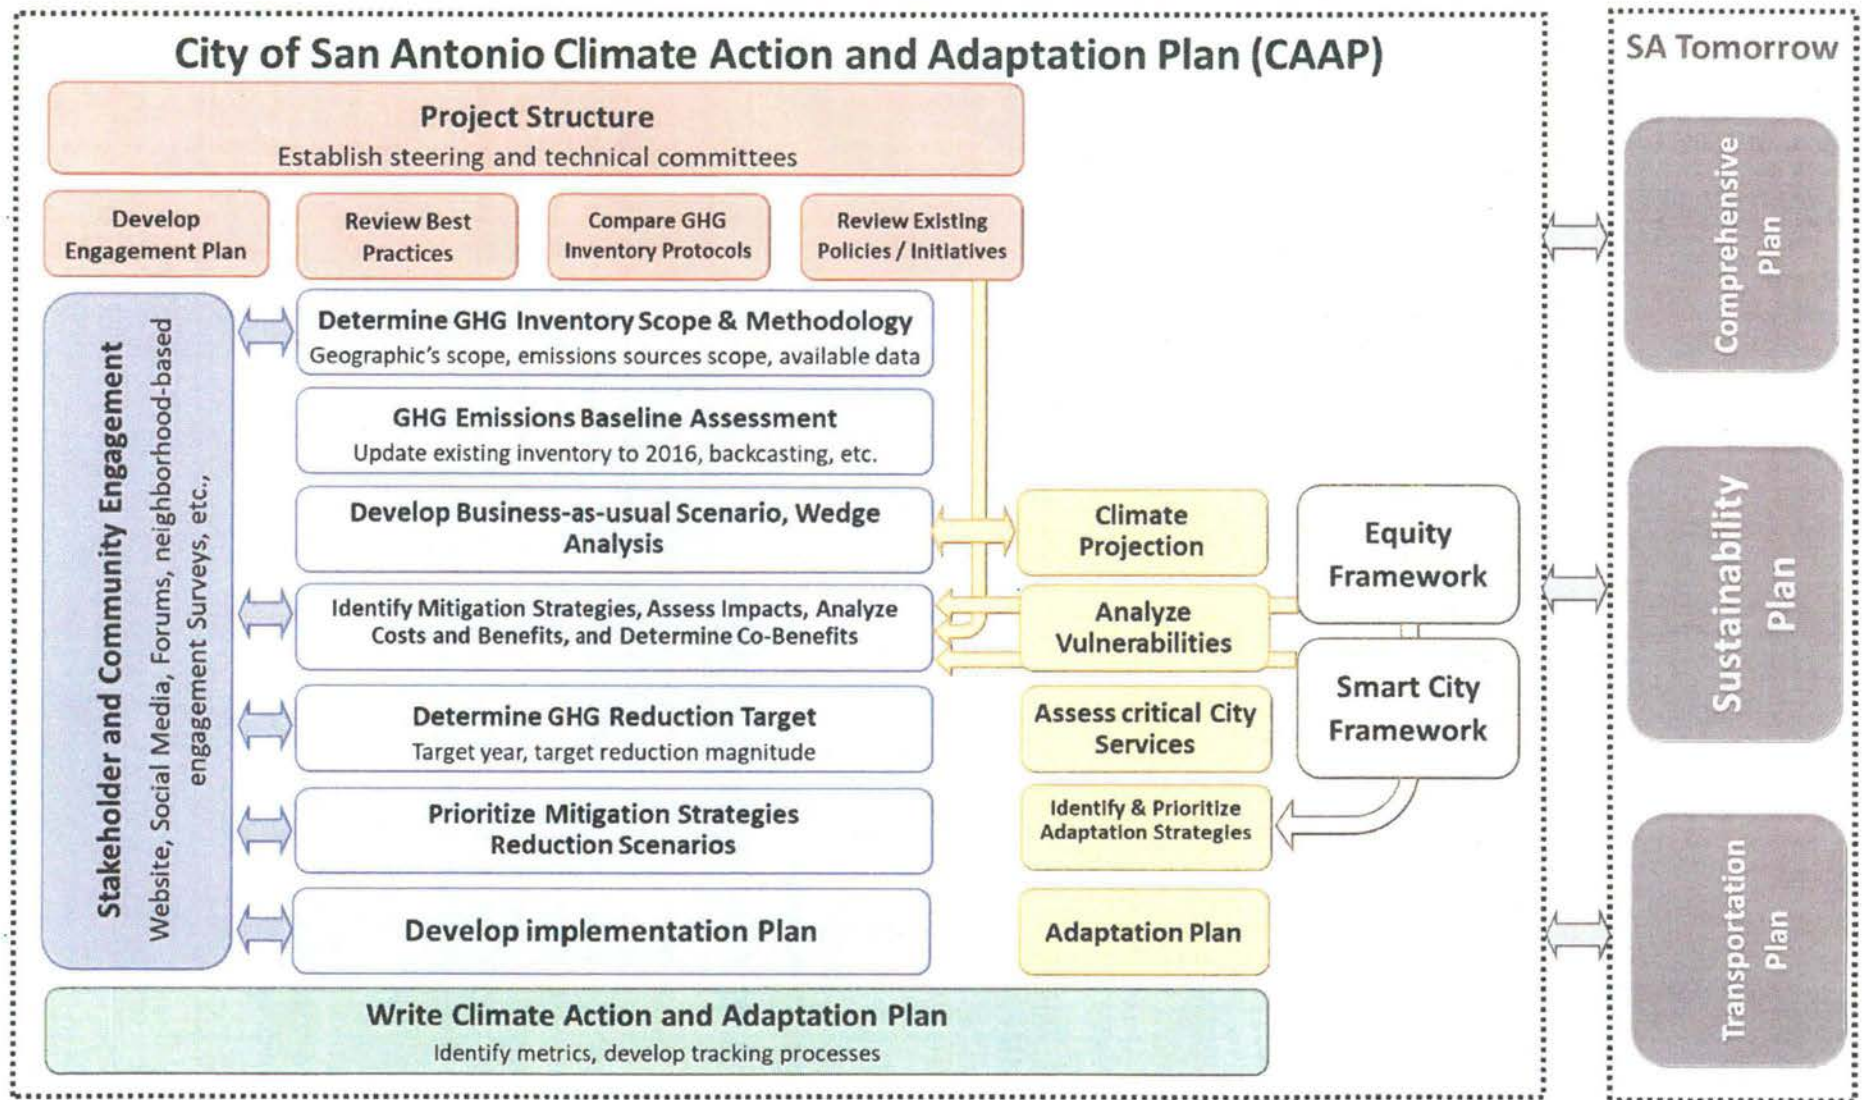 City of San Antonio Climate Action and Adaptation Plan (CAAP)
Project Structure
Establish steering and technical committees
Develop
Engagement Plan
Review Best
Practices
Compare GHG
Inventory Protocols
Review Existing
Policies / Initiatives
Stakeholder and Community Engagement
Website, Social Media, Forums, neighborhood-based
engagement Surveys, etc.,
Determine GHG Inventory Scope & Methodology
Geographic's scope, emissions sources scope, available data
GHG Emissions Baseline Assessment
Update existing inventory to 2016, backcasting, etc.
Develop Business-as-usual Scenario, Wedge
Analysis
Identify Mitigation Strategies, Assess Impacts, Analyze
Costs and Benefits, and Determine Co-Benefits
Determine GHG Reduction Target
Target year, target reduction magnitude
Prioritize Mitigation Strategies
Reduction Scenarios
Develop implementation Plan
Climate
Projection
Analyze
Vulnerabilities
Assess critical City
Services
Identify & Prioritize
Adaptation Strategies
Adaptation Plan
Equity
Framework
Smart City
Framework
Write Climate Action and Adaptation Plan
Identify metrics, develop tracking processes
SA Tomorrow
Comprehensive
Plan
Sustainability
Plan
Transportation
Plan